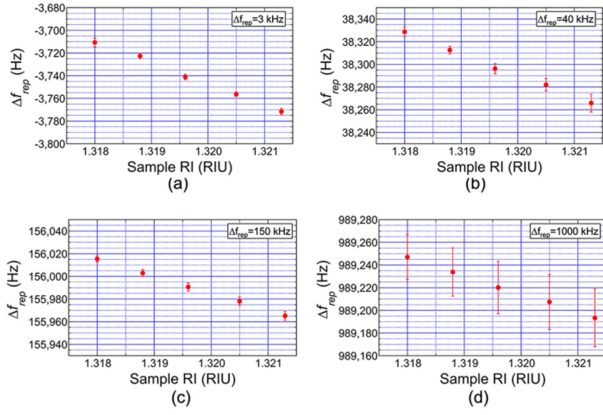 -3,680
-3,700
-3,720
-3,740
-3,760
-3,780
-3,800
Δf_rep (Hz)
Δf_rep=3 kHz
1.318 1.319 1.320 1.321
Sample RI (RIU)
(a)
38,340
38,320
38,300
38,280
38,260
38,240
Δf_rep (Hz)
Δf_rep=40 kHz
1.318 1.319 1.320 1.321
Sample RI (RIU)
(b)
156,040
156,020
156,000
155,980
155,960
155,940
Δf_rep (Hz)
Δf_rep=150 kHz
1.318 1.319 1.320 1.321
Sample RI (RIU)
(c)
989,280
989,260
989,240
989,220
989,200
989,180
989,160
Δf_rep (Hz)
Δf_rep=1000 kHz
1.318 1.319 1.320 1.321
Sample RI (RIU)
(d)